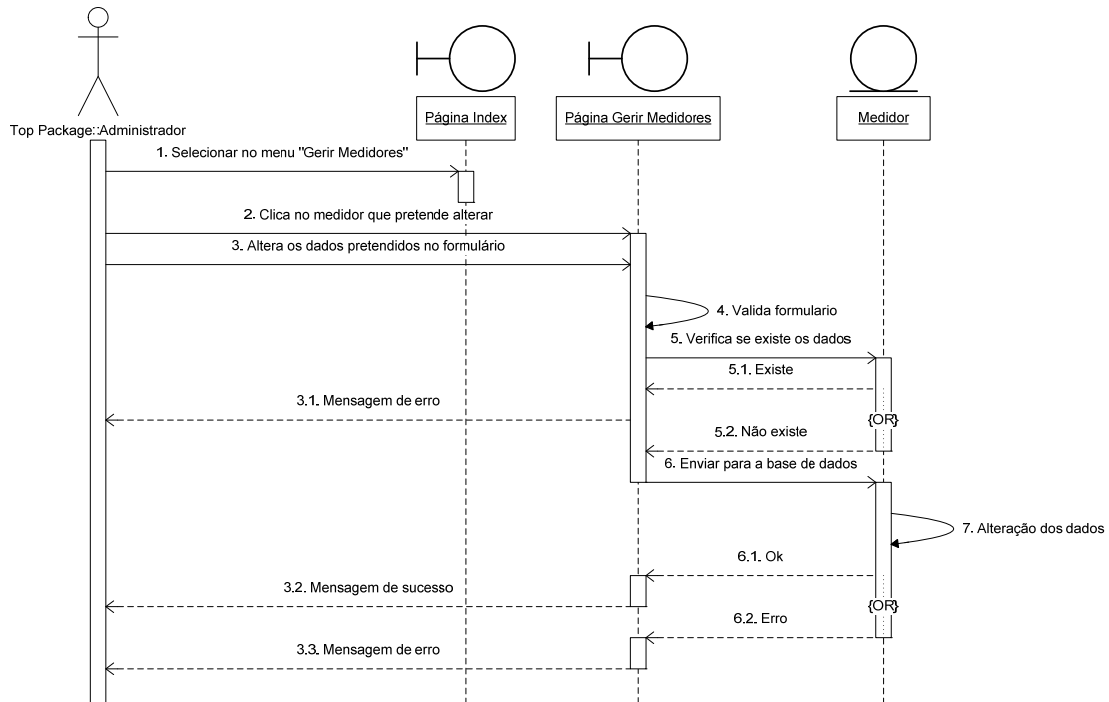 Página Index
Página Gerir Medidores
Medidor
Top Package::Administrador
1. Selecionar no menu "Gerir Medidores"
2. Clica no medidor que pretende alterar
3. Altera os dados pretendidos no formulário
4. Valida formulario
5. Verifica se existe os dados
5.1. Existe
3.1. Mensagem de erro
{OR}
5.2. Não existe
6. Enviar para a base de dados
7. Alteração dos dados
6.1. Ok
3.2. Mensagem de sucesso
{OR}
6.2. Erro
3.3. Mensagem de erro